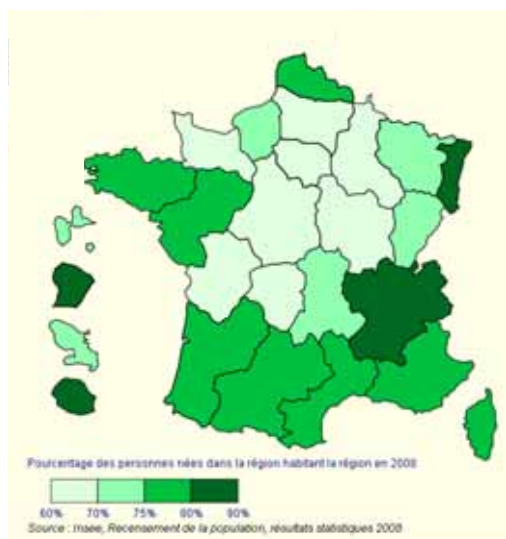 Pourcentage des personnes nées dans la région habitant la région en 2008
60% 70% 75% 80% 90%
Source : Insee, Recensement de la population, résultats statistiques 2008